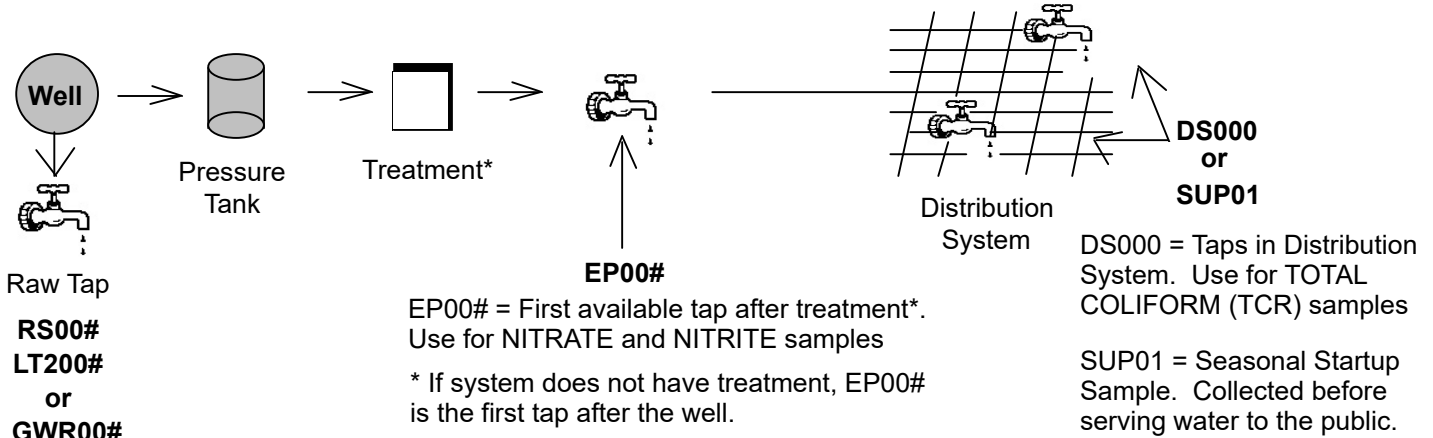 Well
Pressure
Tank
Treatment*
Raw Tap
RS00#
LT200#
or
GWR00#
EP00#
EP00# = First available tap after treatment*.
Use for NITRATE and NITRITE samples
* If system does not have treatment, EP00#
is the first tap after the well.
Distribution
System
DS000
or
SUP01
DS000 = Taps in Distribution
System. Use for TOTAL
COLIFORM (TCR) samples
SUP01 = Seasonal Startup
Sample. Collected before
serving water to the public.